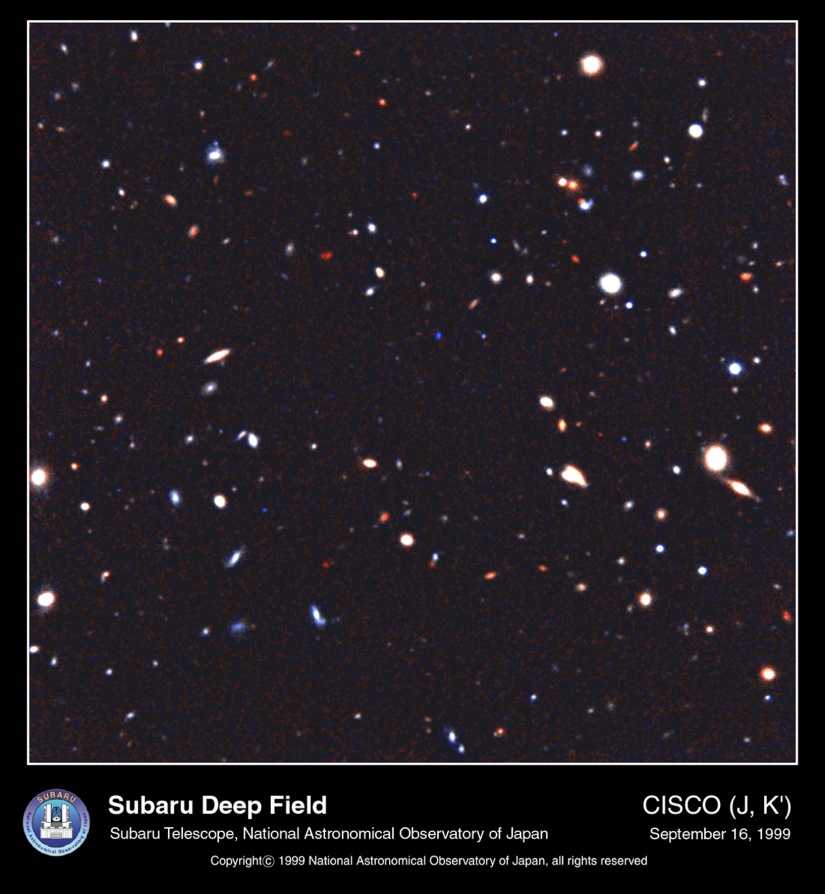 SUBARU
Subaru Deep Field
CISCO (J, K')
Subaru Telescope, National Astronomical Observatory of Japan
September 16, 1999
Copyright© 1999 National Astronomical Observatory of Japan, all rights reserved